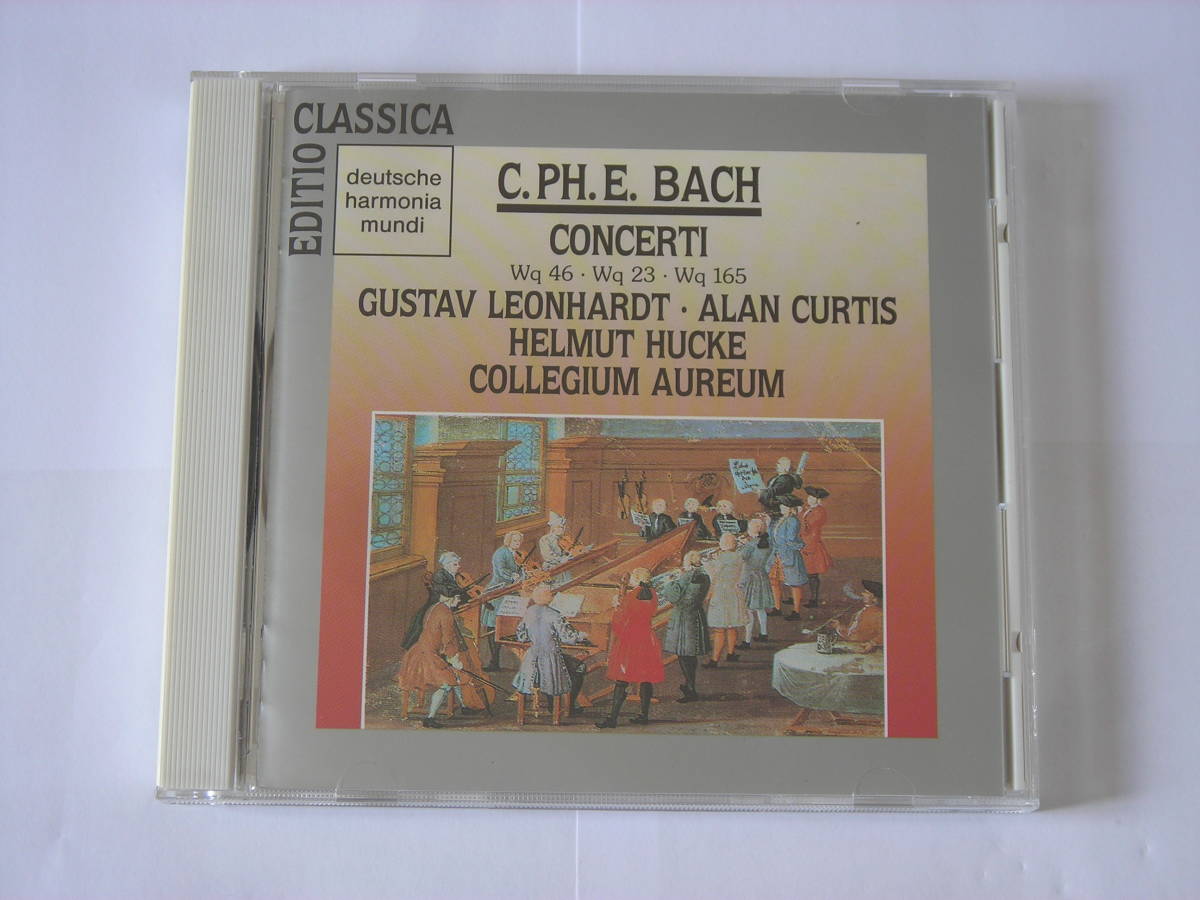 EDITIO CLASSICA
deutsche
harmonia
mundi
C. PH. E. BACH
CONCERTI
Wq 46 · Wq 23 · Wq 165
GUSTAV LEONHARDT · ALAN CURTIS
HELMUT HUCKE
COLLEGIUM AUREUM